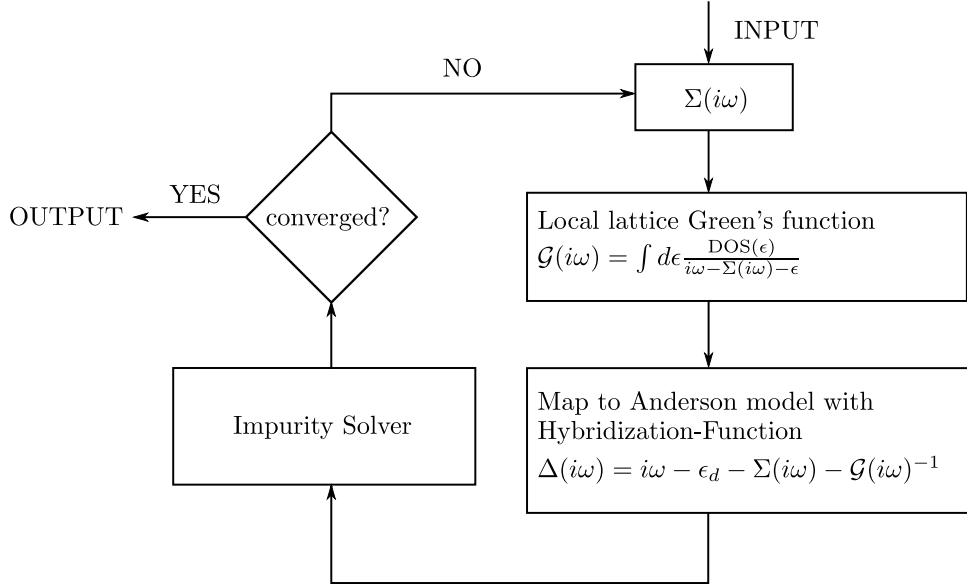 INPUT
NO
Σ(iω)
YES
OUTPUT
converged?
Local lattice Green's function
𝒢(iω) = ∫ dϵ DOS(ϵ) / iω−Σ(iω)−ϵ
Impurity Solver
Map to Anderson model with
Hybridization-Function
Δ(iω) = iω − ϵ_d − Σ(iω) − 𝒢(iω)⁻¹